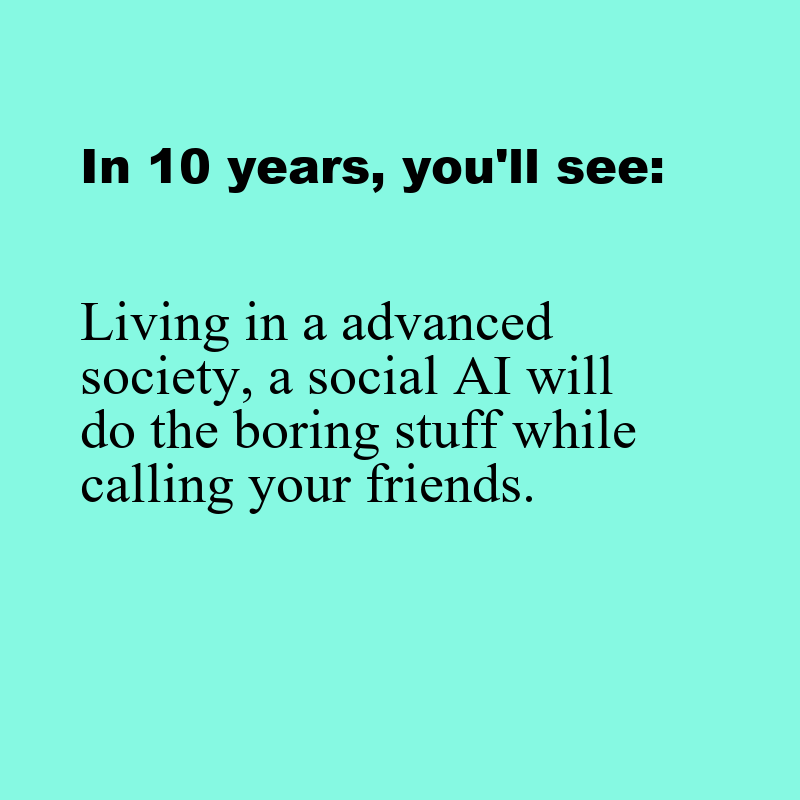 In 10 years, you'll see:
Living in a advanced
society, a social AI will
do the boring stuff while
calling your friends.